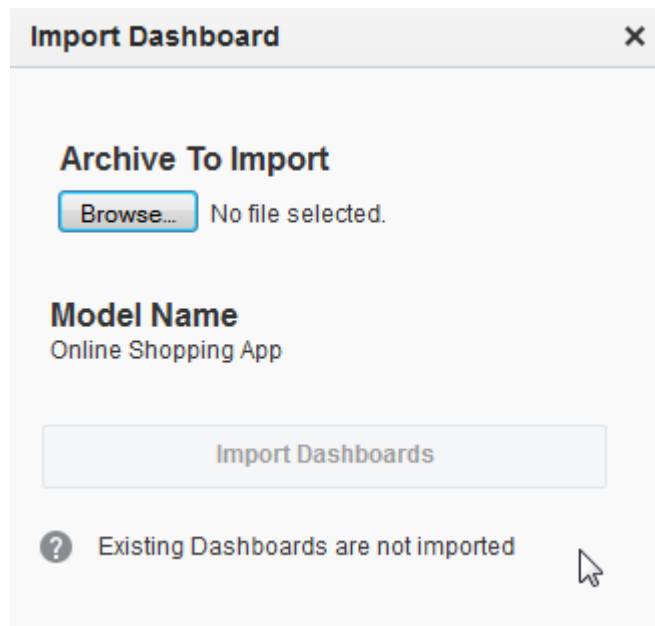 Import Dashboard
Archive To Import
Browse... No file selected.
Model Name
Online Shopping App
Import Dashboards
Existing Dashboards are not imported